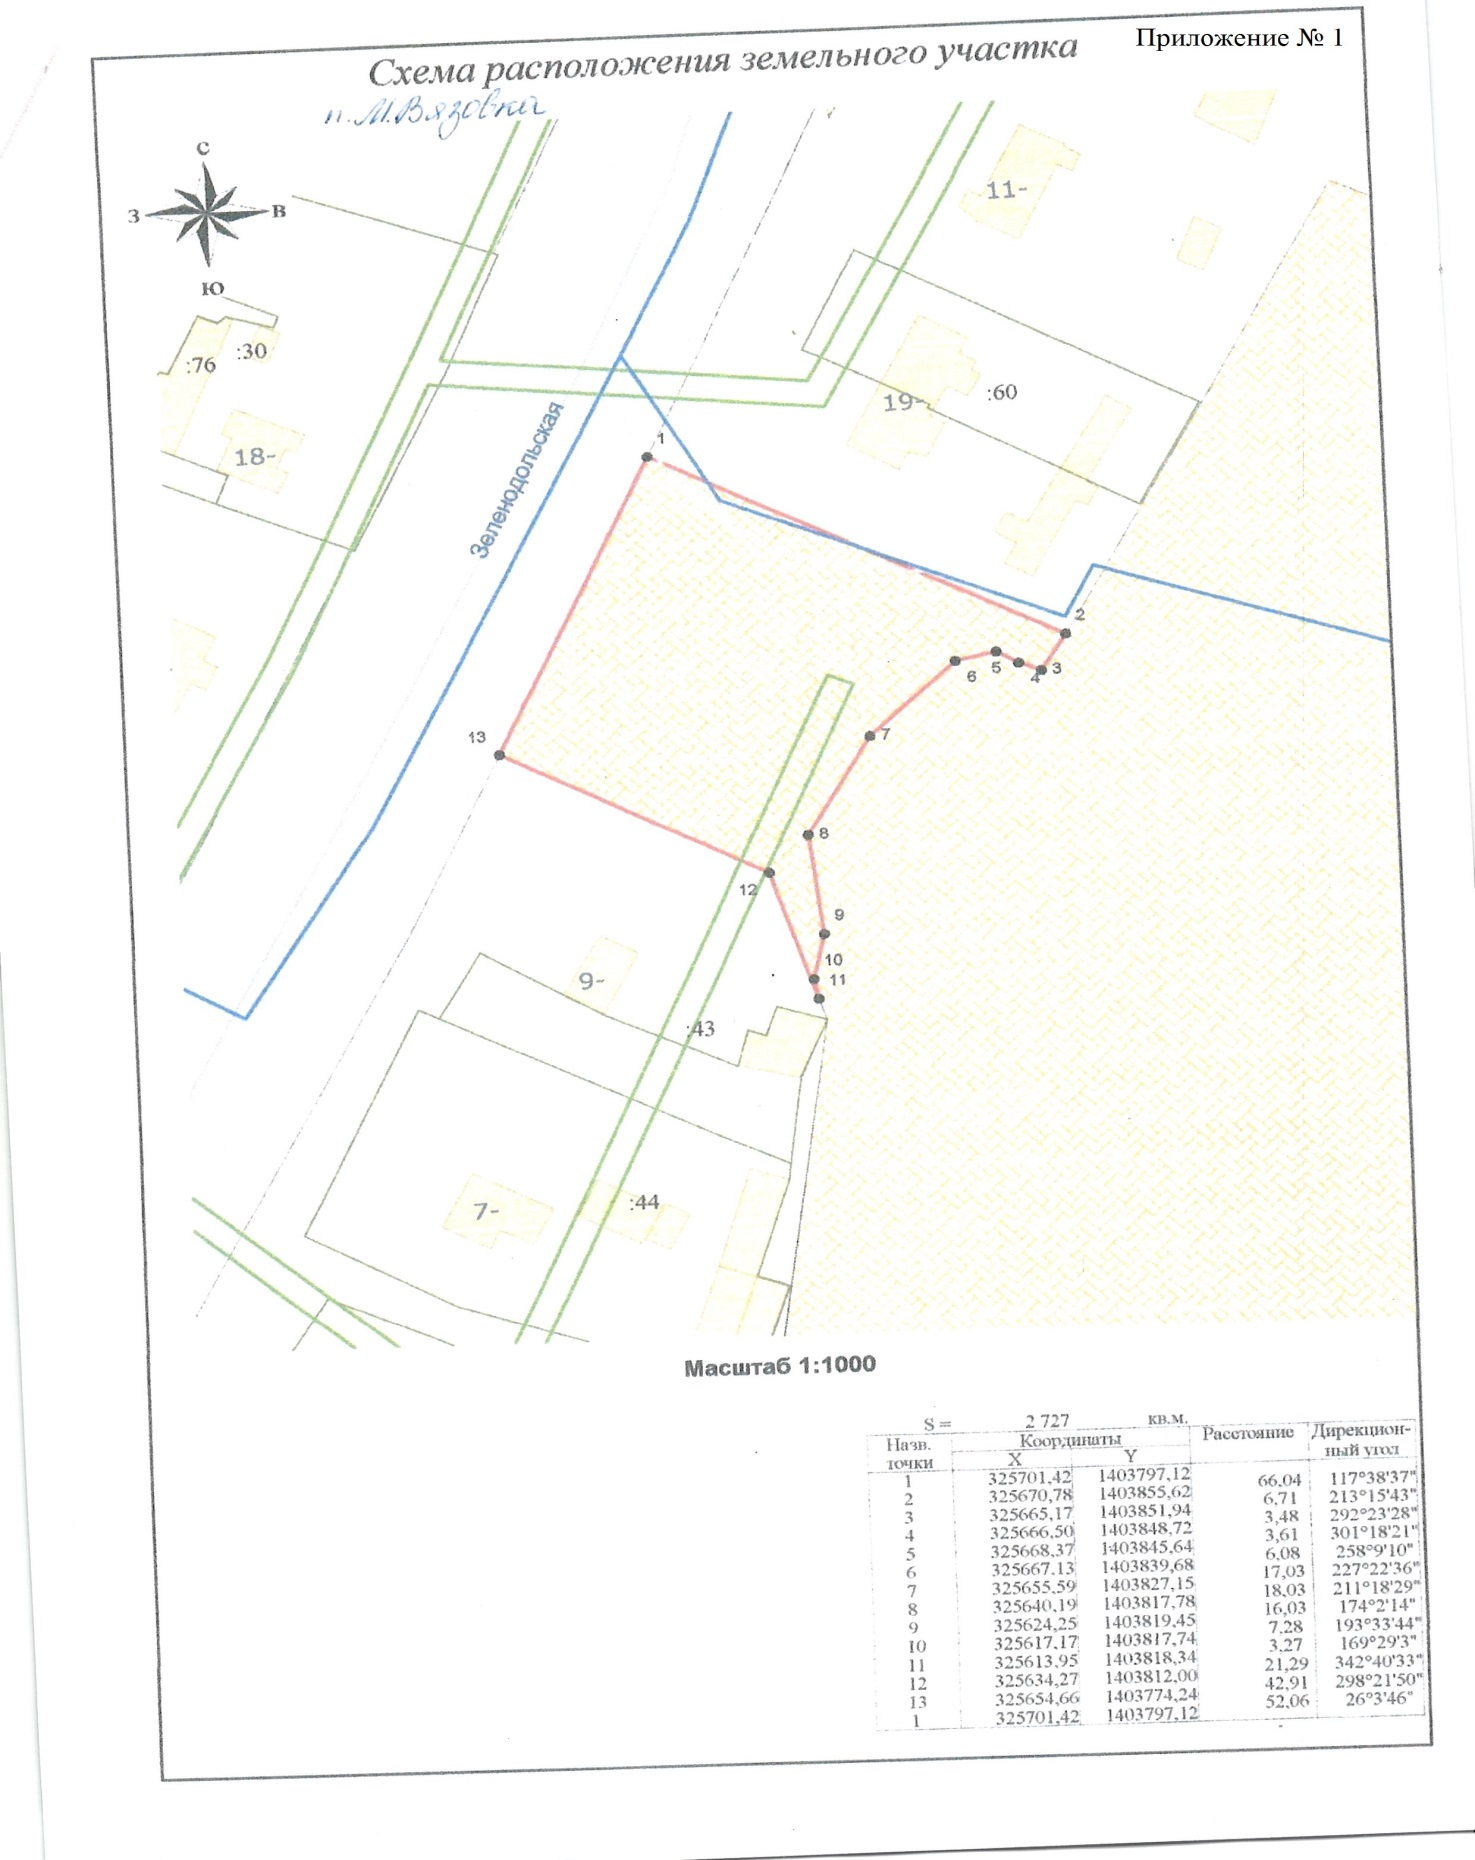 Приложение № 1
Схема расположения земельного участка
п. М.Вязовка
С
З
В
Ю
11-
:76
:30
19-
:60
18-
Зеленодольская
1
2
3
4
5
6
7
13
8
12
9
10
11
9-
:43
7-
:44
Масштаб 1:1000
S = 2 727 кв.м.
Назв. точки Координаты X Y Расстояние Дирекцион-ный угол
1 325701,42 1403797,12 66,04 117°38'37"
2 325670,78 1403855,62 6,71 213°15'43"
3 325665,17 1403851,94 3,48 292°23'28"
4 325666,50 1403848,72 3,61 301°18'21"
5 325668,37 1403845,64 6,08 258°9'10"
6 325667,13 1403839,68 17,03 227°22'36"
7 325655,59 1403827,15 18,03 211°18'29"
8 325640,19 1403817,78 16,03 174°2'14"
9 325624,25 1403819,45 7,28 193°33'44"
10 325617,17 1403817,74 3,27 169°29'3"
11 325613,95 1403818,34 21,29 342°40'33"
12 325634,27 1403812,00 42,91 298°21'50"
13 325654,66 1403774,24 52,06 26°3'46"
1 325701,42 1403797,12